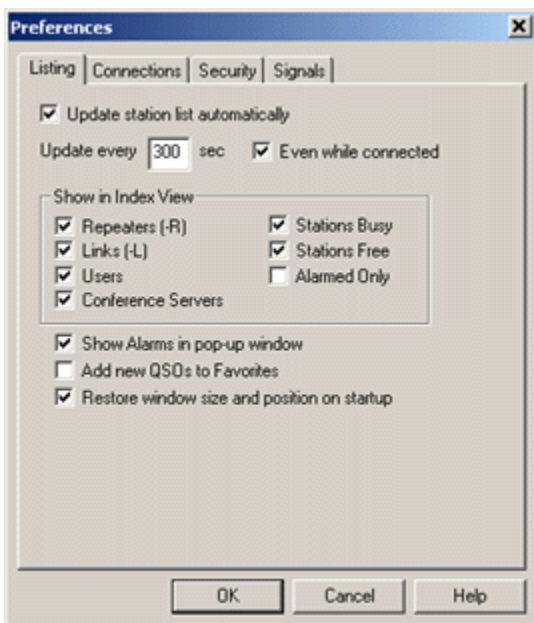 Preferences
Listing Connections Security Signals
Update station list automatically
Update every 300 sec Even while connected
Show in Index View
Repeaters (-R) Stations Busy
Links (-L) Stations Free
Users Alarmed Only
Conference Servers
Show Alarms in pop-up window
Add new QSOs to Favorites
Restore window size and position on startup
OK Cancel Help